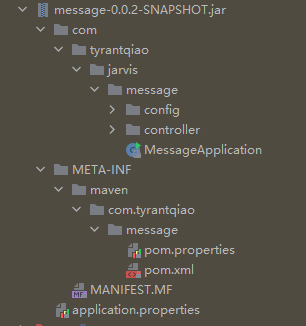 message-0.0.2-SNAPSHOT.jar
com
tyrantqiao
jarvis
message
config
controller
MessageApplication
META-INF
maven
com.tyrantqiao
message
pom.properties
pom.xml
MANIFEST.MF
application.properties